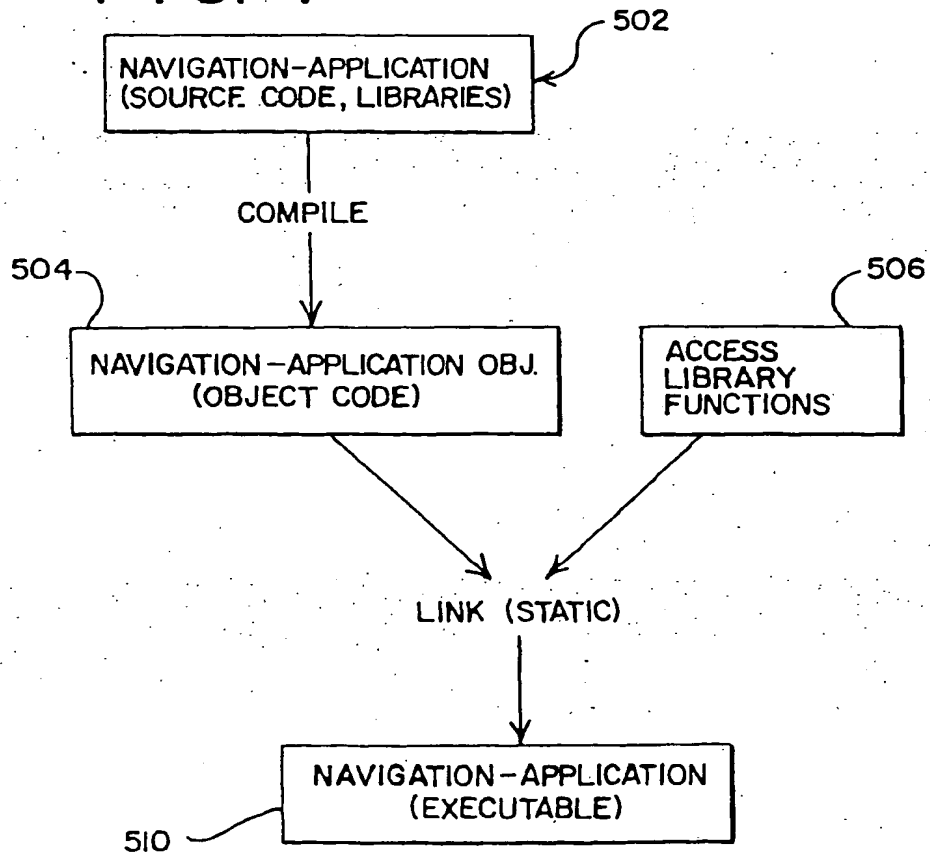 502
NAVIGATION-APPLICATION
(SOURCE CODE, LIBRARIES)
COMPILE
504
506
NAVIGATION-APPLICATION OBJ.
(OBJECT CODE)
ACCESS
LIBRARY
FUNCTIONS
LINK (STATIC)
NAVIGATION-APPLICATION
(EXECUTABLE)
510